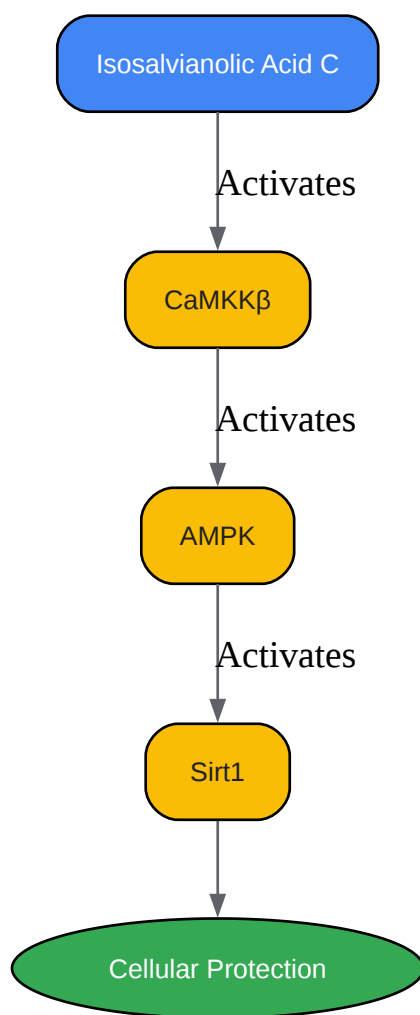 Isosalvianolic Acid C
Activates
CaMKKβ
Activates
AMPK
Activates
Sirt1
Cellular Protection